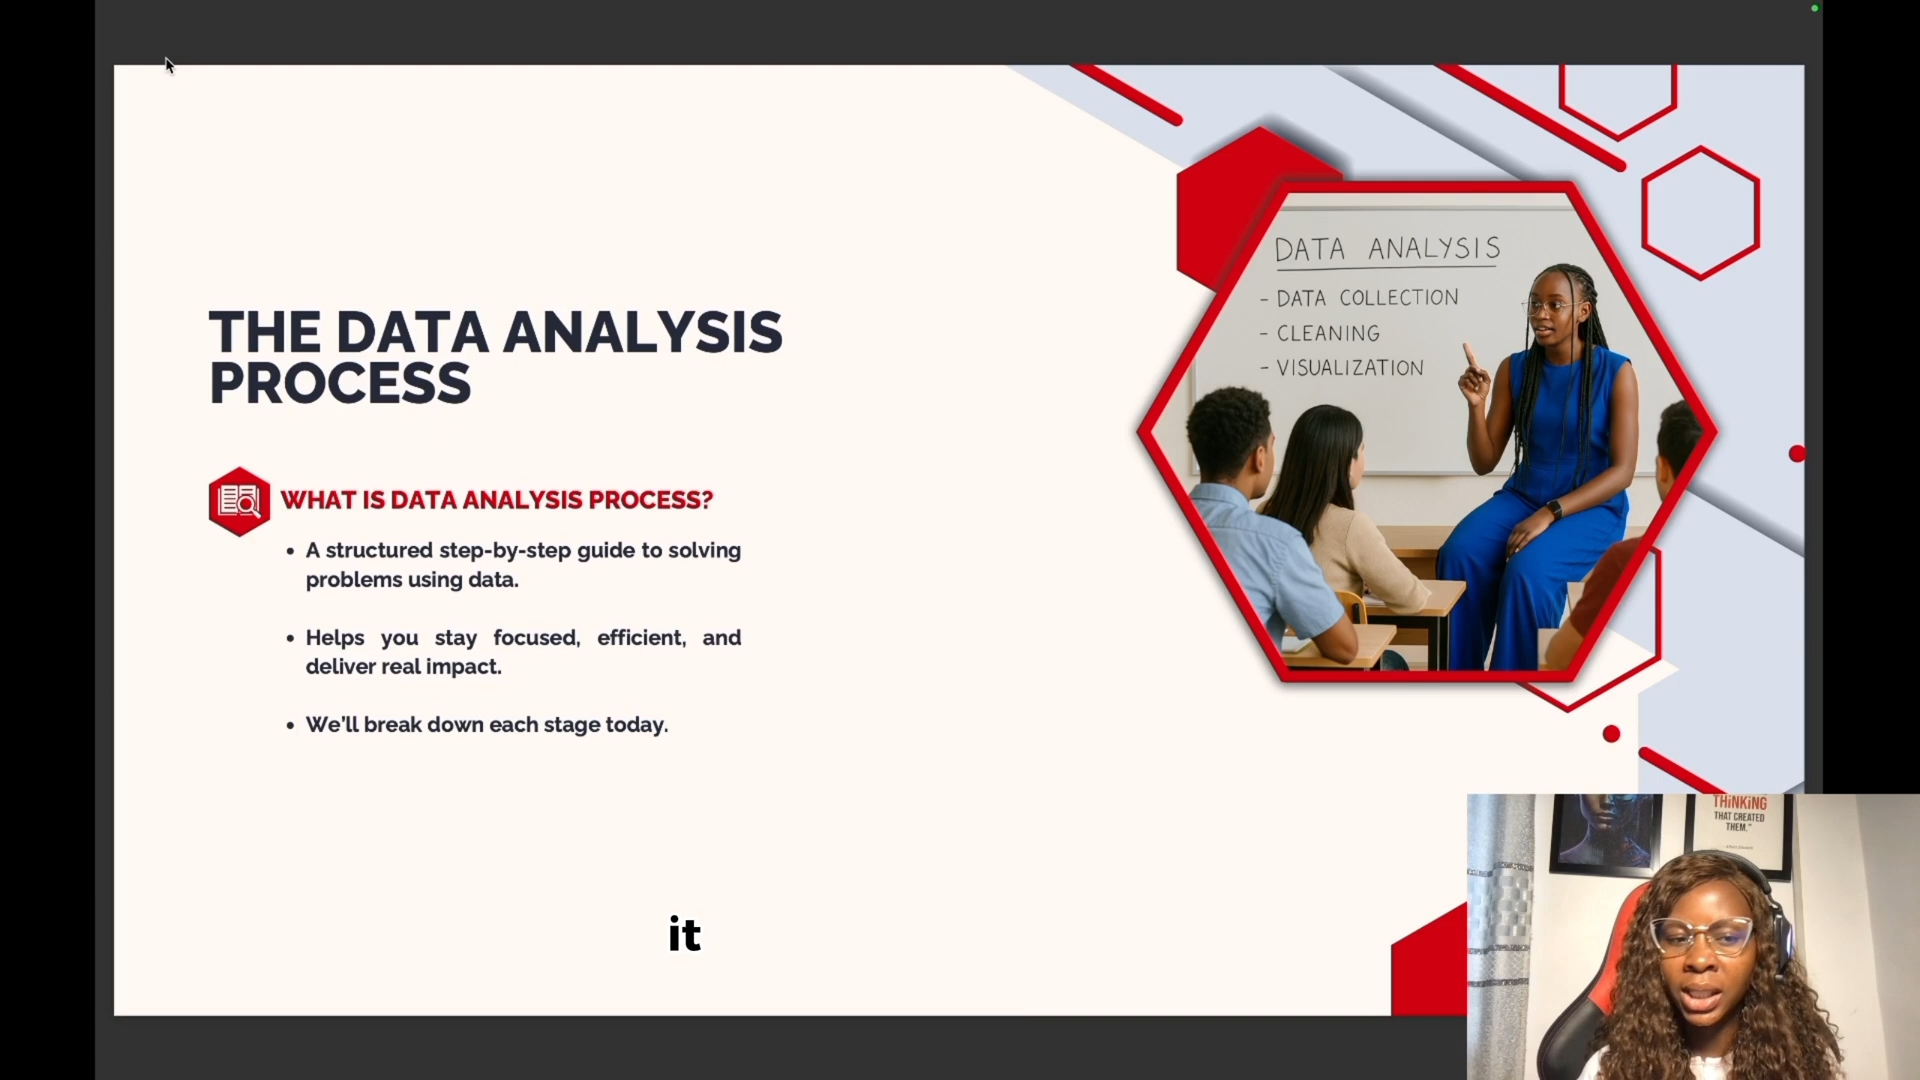 THE DATA ANALYSIS
PROCESS
WHAT IS DATA ANALYSIS PROCESS?
• A structured step-by-step guide to solving
problems using data.
• Helps you stay focused, efficient, and
deliver real impact.
• We'll break down each stage today.
DATA ANALYSIS
- DATA COLLECTION
- CLEANING
- VISUALIZATION
it
THiNKiNG
THAT CREATED
THEM."